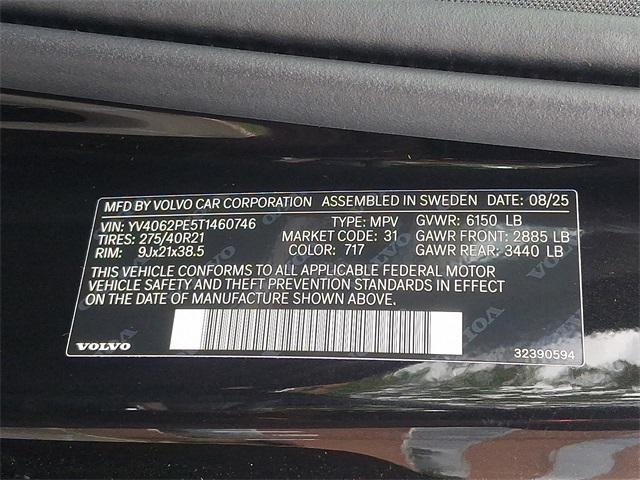 MFD BY VOLVO CAR CORPORATION ASSEMBLED IN SWEDEN DATE: 08/25
VIN: YV4062PE5T1460746 TYPE: MPV GVWR: 6150 LB
TIRES: 275/40R21 MARKET CODE: 31 GAWR FRONT: 2885 LB
RIM: 9Jx21x38.5 COLOR: 717 GAWR REAR: 3440 LB
THIS VEHICLE CONFORMS TO ALL APPLICABLE FEDERAL MOTOR
VEHICLE SAFETY AND THEFT PREVENTION STANDARDS IN EFFECT
ON THE DATE OF MANUFACTURE SHOWN ABOVE.
VOLVO 32390594